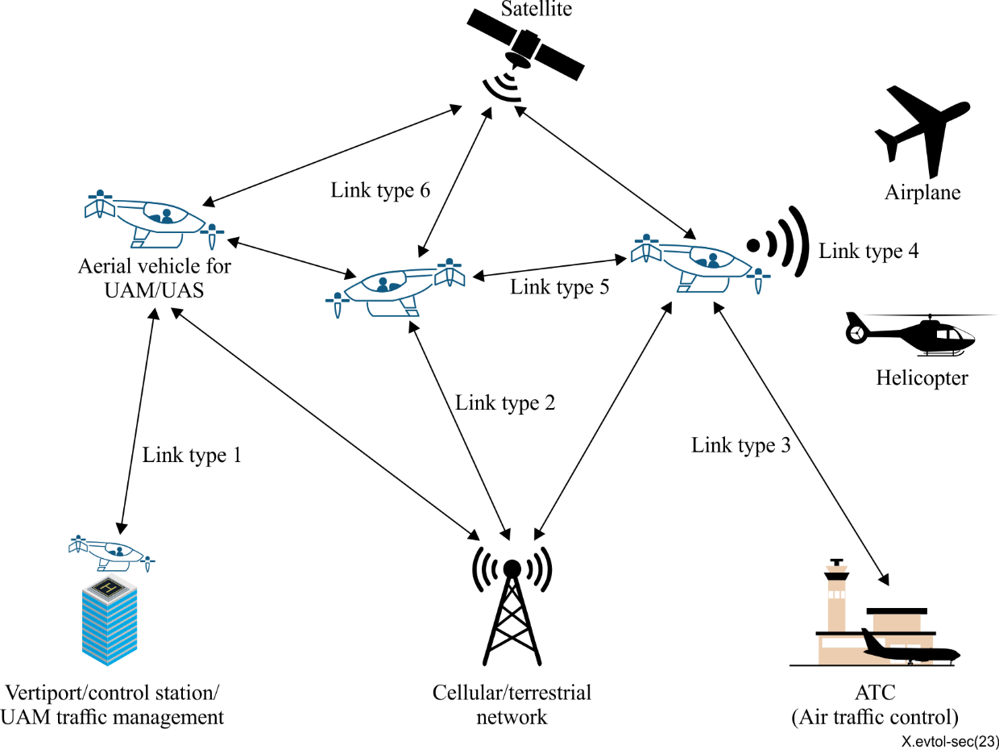 Satellite
Airplane
Link type 6
Link type 4
Aerial vehicle for
UAM/UAS
Link type 5
Helicopter
Link type 2
Link type 3
Link type 1
H
Vertiport/control station/
UAM traffic management
Cellular/terrestrial
network
ATC
(Air traffic control)
X.evtol-sec(23)